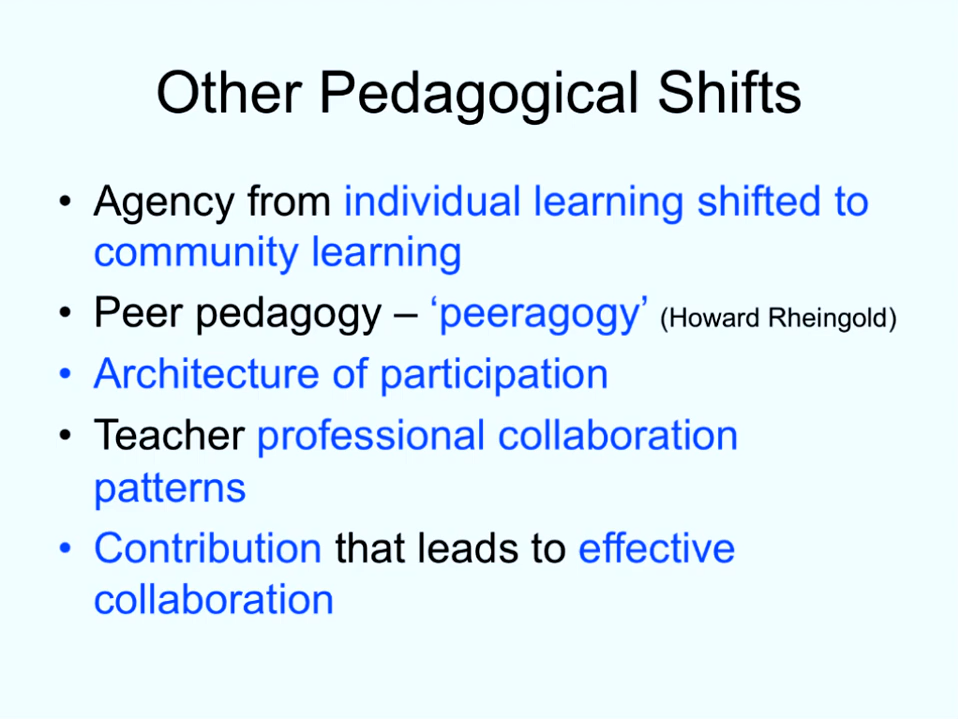 Other Pedagogical Shifts
• Agency from individual learning shifted to
community learning
• Peer pedagogy – ‘peeragogy’ (Howard Rheingold)
• Architecture of participation
• Teacher professional collaboration
patterns
• Contribution that leads to effective
collaboration